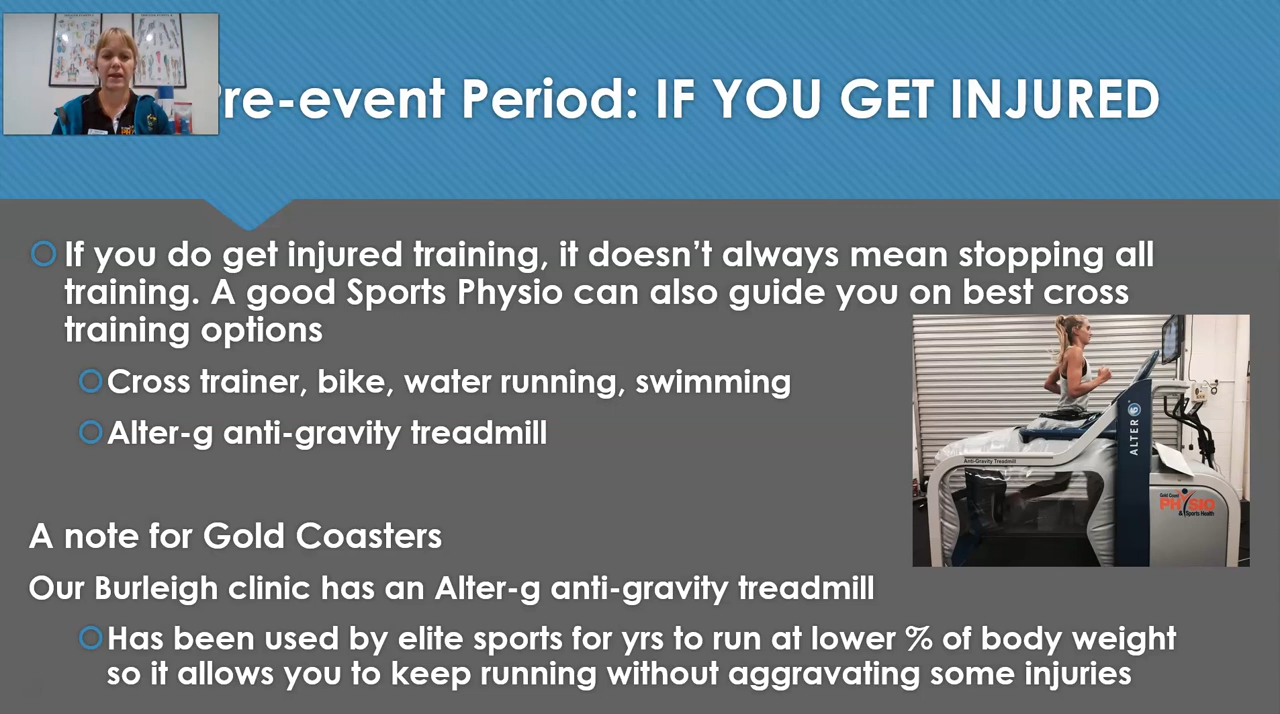 re-event Period: IF YOU GET INJURED
If you do get injured training, it doesn't always mean stopping all
training. A good Sports Physio can also guide you on best cross
training options
Cross trainer, bike, water running, swimming
Alter-g anti-gravity treadmill
Anti-Gravity Treadmill
ALTER G
Gold Coast
PHYSIO
& Sports Health
A note for Gold Coasters
Our Burleigh clinic has an Alter-g anti-gravity treadmill
Has been used by elite sports for yrs to run at lower % of body weight
so it allows you to keep running without aggravating some injuries